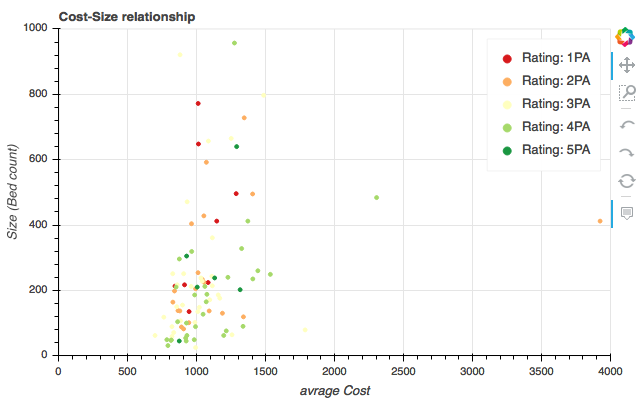 Cost-Size relationship
1000
800
600
400
200
0
Size (Bed count)
Rating: 1PA
Rating: 2PA
Rating: 3PA
Rating: 4PA
Rating: 5PA
0 500 1000 1500 2000 2500 3000 3500 4000
avrage Cost